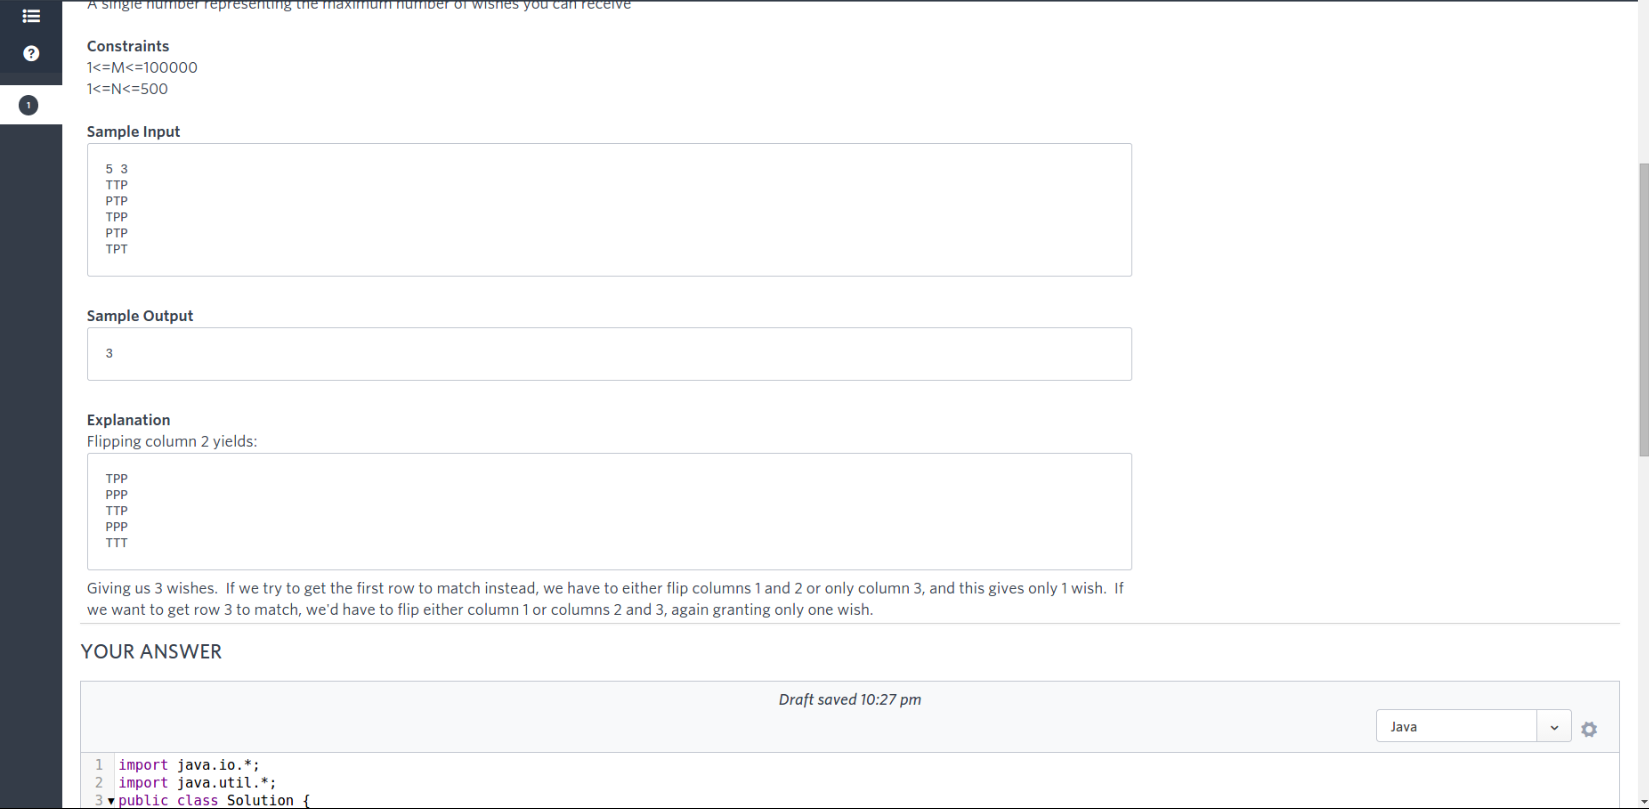 A single number representing the maximum number of wishes you can receive
Constraints
1<=M<=100000
1<=N<=500
1
Sample Input
5 3
TTP
PTP
TPP
PTP
TPT
Sample Output
3
Explanation
Flipping column 2 yields:
TPP
PPP
TTP
PPP
TTT
Giving us 3 wishes. If we try to get the first row to match instead, we have to either flip columns 1 and 2 or only column 3, and this gives only 1 wish. If
we want to get row 3 to match, we'd have to flip either column 1 or columns 2 and 3, again granting only one wish.
YOUR ANSWER
Draft saved 10:27 pm
Java
1 import java.io.*;
2 import java.util.*;
3 public class Solution {